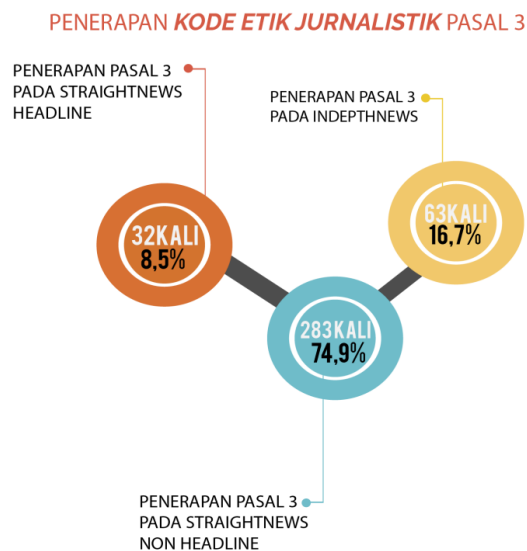 PENERAPAN KODE ETIK JURNALISTIK PASAL 3
PENERAPAN PASAL 3
PADA STRAIGHTNEWS
HEADLINE
PENERAPAN PASAL 3
PADA INDEPTHNEWS
32KALI
8,5%
63KALI
16,7%
283KALI
74,9%
PENERAPAN PASAL 3
PADA STRAIGHTNEWS
NON HEADLINE